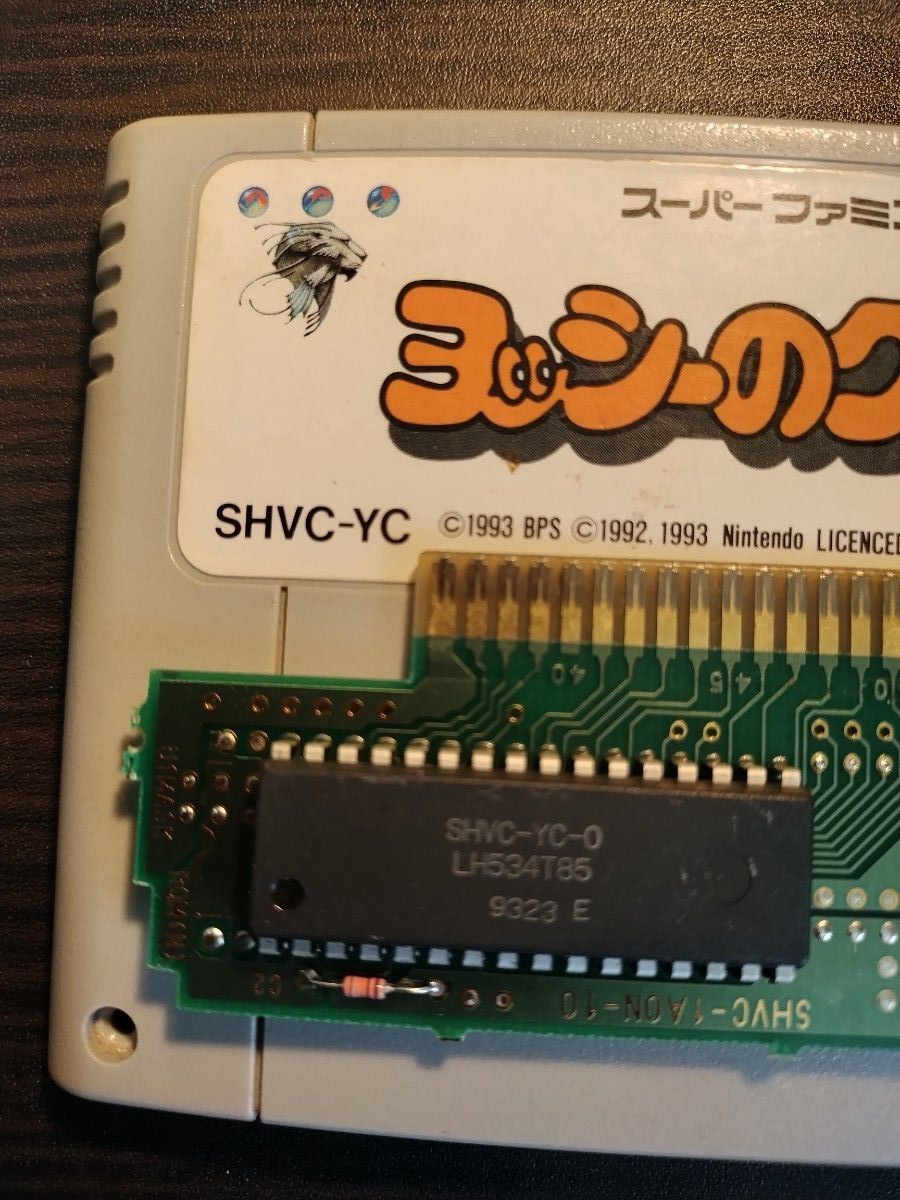 スーパーファミコ
ヨッシーのク
SHVC-YC ©1993 BPS ©1992, 1993 Nintendo LICENCED
40
45
SHVC-YC-0
LH534T85
9323 E
C2
SHVC-1A0N-10